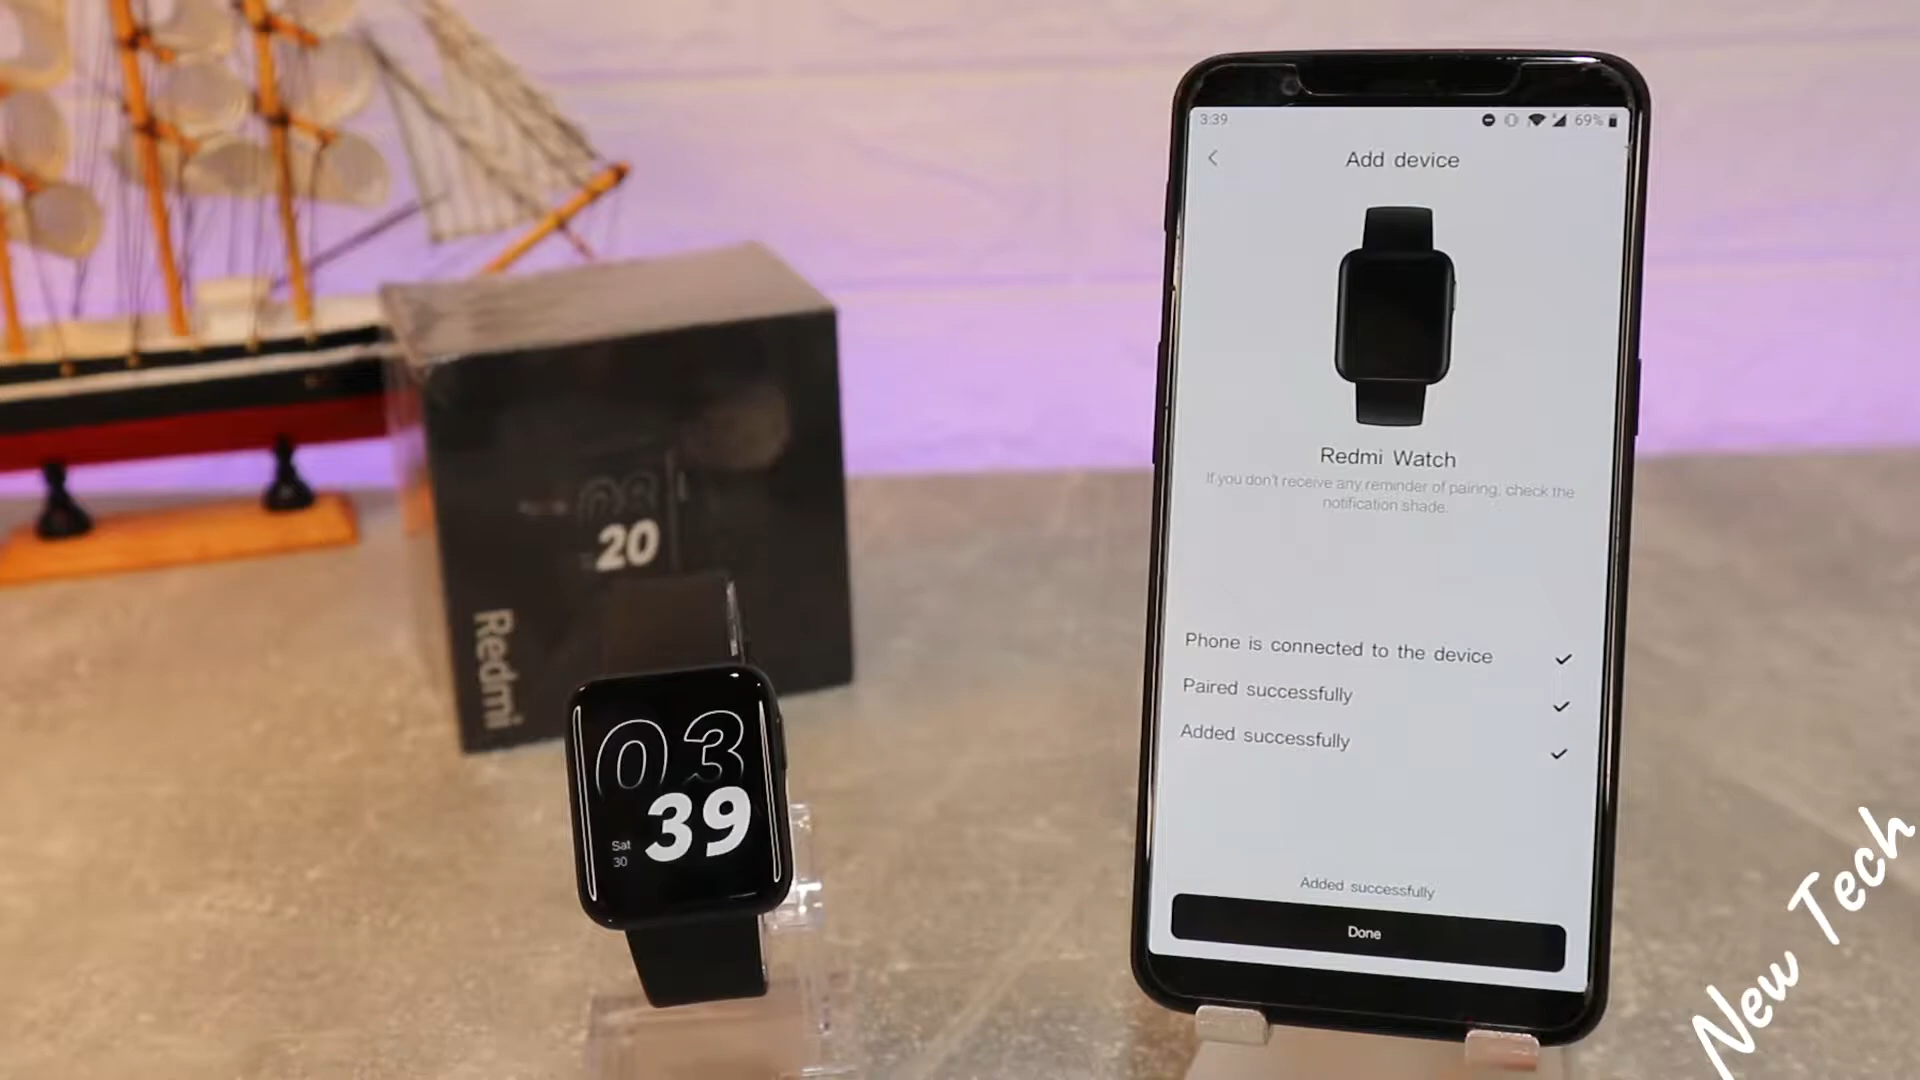 08
20
Redmi
03
39
Sat
30
3:39
69%
Add device
Redmi Watch
If you don't receive any reminder of pairing, check the
notification shade.
Phone is connected to the device
Paired successfully
Added successfully
Added successfully
Done
New Tech